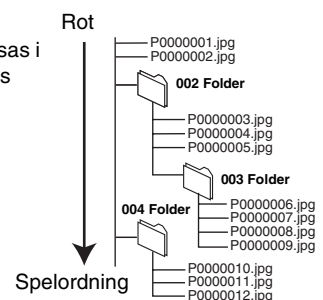 Rot
sas i
s
P0000001.jpg
P0000002.jpg
002 Folder
P0000003.jpg
P0000004.jpg
P0000005.jpg
003 Folder
P0000006.jpg
P0000007.jpg
P0000008.jpg
P0000009.jpg
004 Folder
P0000010.jpg
P0000011.jpg
P0000012.jpg
Spelordning